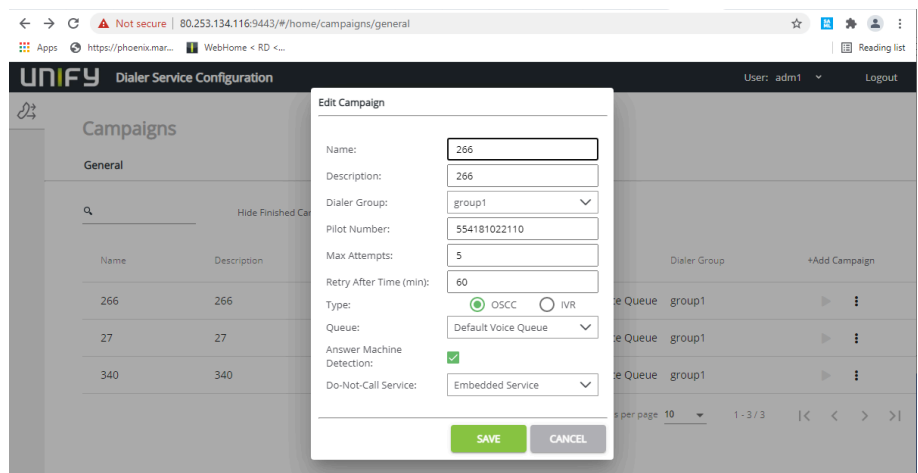 Not secure | 80.253.134.116:9443/#/home/campaigns/general
Apps https://phoenix.mar... WebHome < RD <... Reading list
UNIFY Dialer Service Configuration User: adm1 Logout
Campaigns
General
Hide Finished Car
Name Description Dialer Group +Add Campaign
266 266 e Queue group1
27 27 e Queue group1
340 340 e Queue group1
s per page 10 1 - 3 / 3 |< < > >|
Edit Campaign
Name: 266
Description: 266
Dialer Group: group1
Pilot Number: 554181022110
Max Attempts: 5
Retry After Time (min): 60
Type: OSCC IVR
Queue: Default Voice Queue
Answer Machine
Detection:
Do-Not-Call Service: Embedded Service
SAVE CANCEL